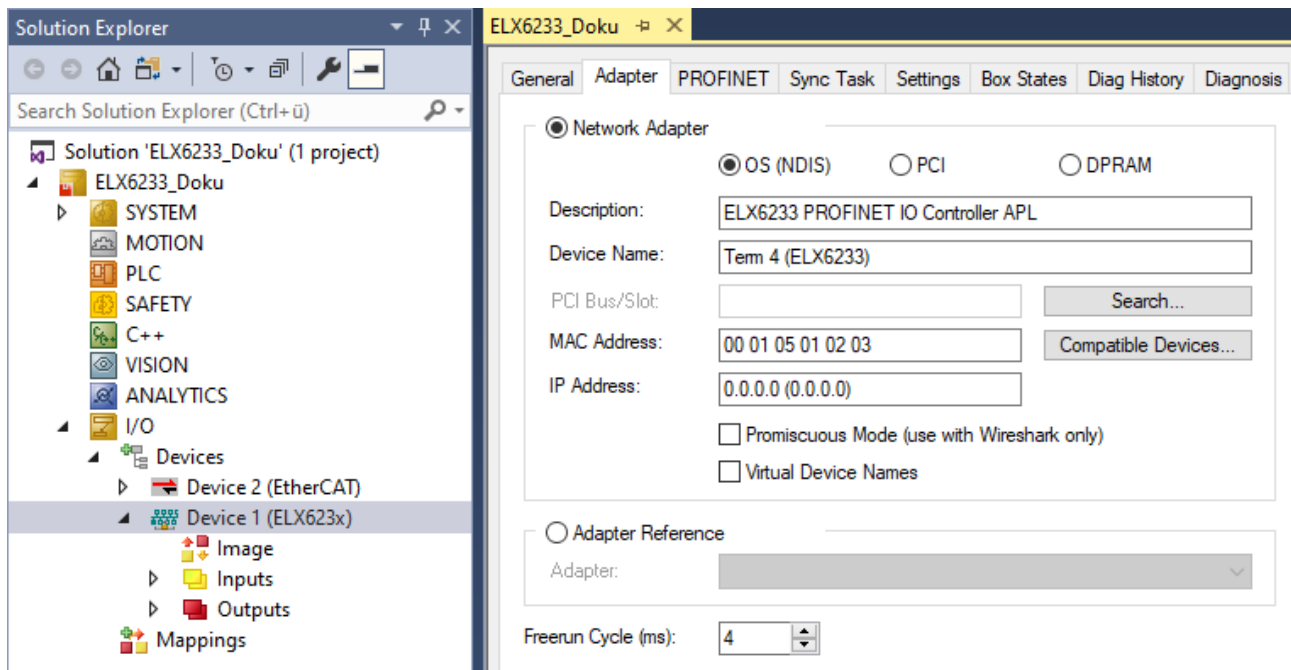 Solution Explorer
Search Solution Explorer (Ctrl+ü)
Solution 'ELX6233_Doku' (1 project)
ELX6233_Doku
SYSTEM
MOTION
PLC
SAFETY
C++
VISION
ANALYTICS
I/O
Devices
Device 2 (EtherCAT)
Device 1 (ELX623x)
Image
Inputs
Outputs
Mappings
ELX6233_Doku
General Adapter PROFINET Sync Task Settings Box States Diag History Diagnosis
Network Adapter
OS (NDIS) PCI DPRAM
Description: ELX6233 PROFINET IO Controller APL
Device Name: Term 4 (ELX6233)
PCI Bus/Slot: Search...
MAC Address: 00 01 05 01 02 03 Compatible Devices...
IP Address: 0.0.0.0 (0.0.0.0)
Promiscuous Mode (use with Wireshark only)
Virtual Device Names
Adapter Reference
Adapter:
Freerun Cycle (ms): 4